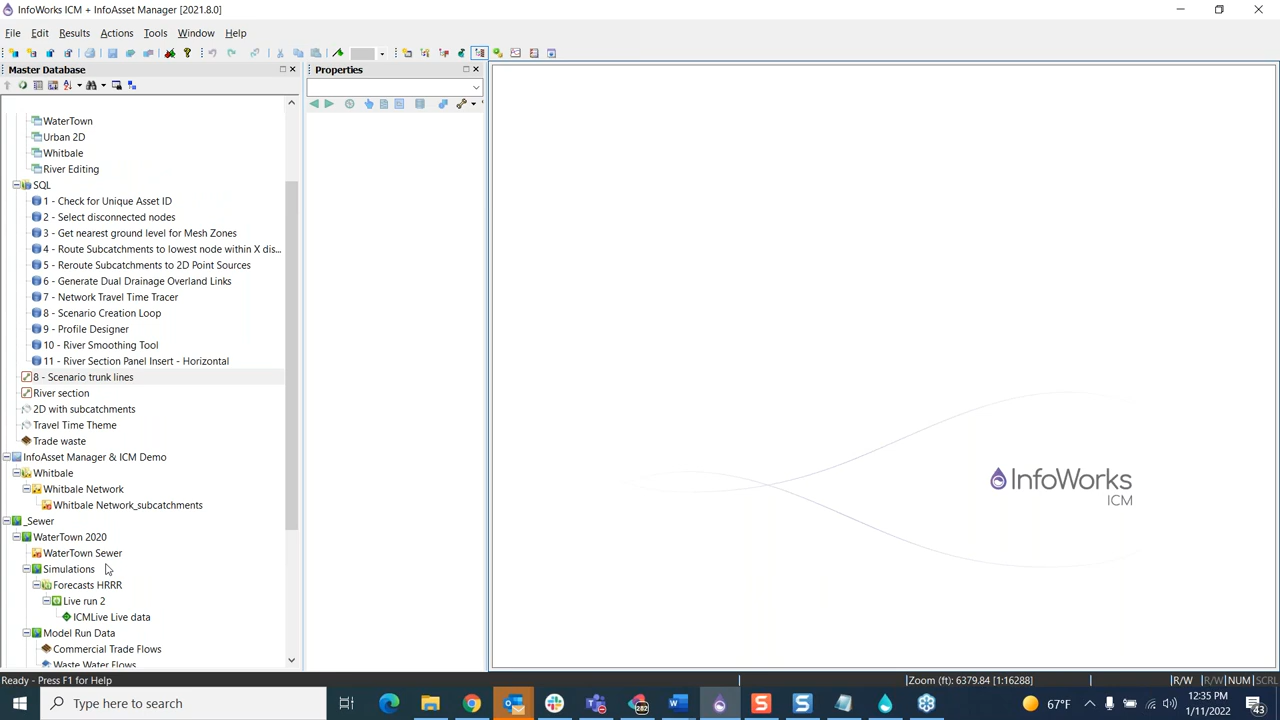 InfoWorks ICM + InfoAsset Manager [2021.8.0]
File Edit Results Actions Tools Window Help
Master Database
Properties
WaterTown
Urban 2D
Whitbale
River Editing
SQL
1 - Check for Unique Asset ID
2 - Select disconnected nodes
3 - Get nearest ground level for Mesh Zones
4 - Route Subcatchments to lowest node within X dis...
5 - Reroute Subcatchments to 2D Point Sources
6 - Generate Dual Drainage Overland Links
7 - Network Travel Time Tracer
8 - Scenario Creation Loop
9 - Profile Designer
10 - River Smoothing Tool
11 - River Section Panel Insert - Horizontal
8 - Scenario trunk lines
River section
2D with subcatchments
Travel Time Theme
Trade waste
InfoAsset Manager & ICM Demo
Whitbale
Whitbale Network
Whitbale Network_subcatchments
_Sewer
WaterTown 2020
WaterTown Sewer
Simulations
Forecasts HRRR
Live run 2
ICMLive Live data
Model Run Data
Commercial Trade Flows
Waste Water Flows
InfoWorks
ICM
Ready - Press F1 for Help
Zoom (ft): 6379.84 [1:16288]
R/W R/W NUM SCRL
Type here to search
282
67°F
12:35 PM
1/11/2022
43